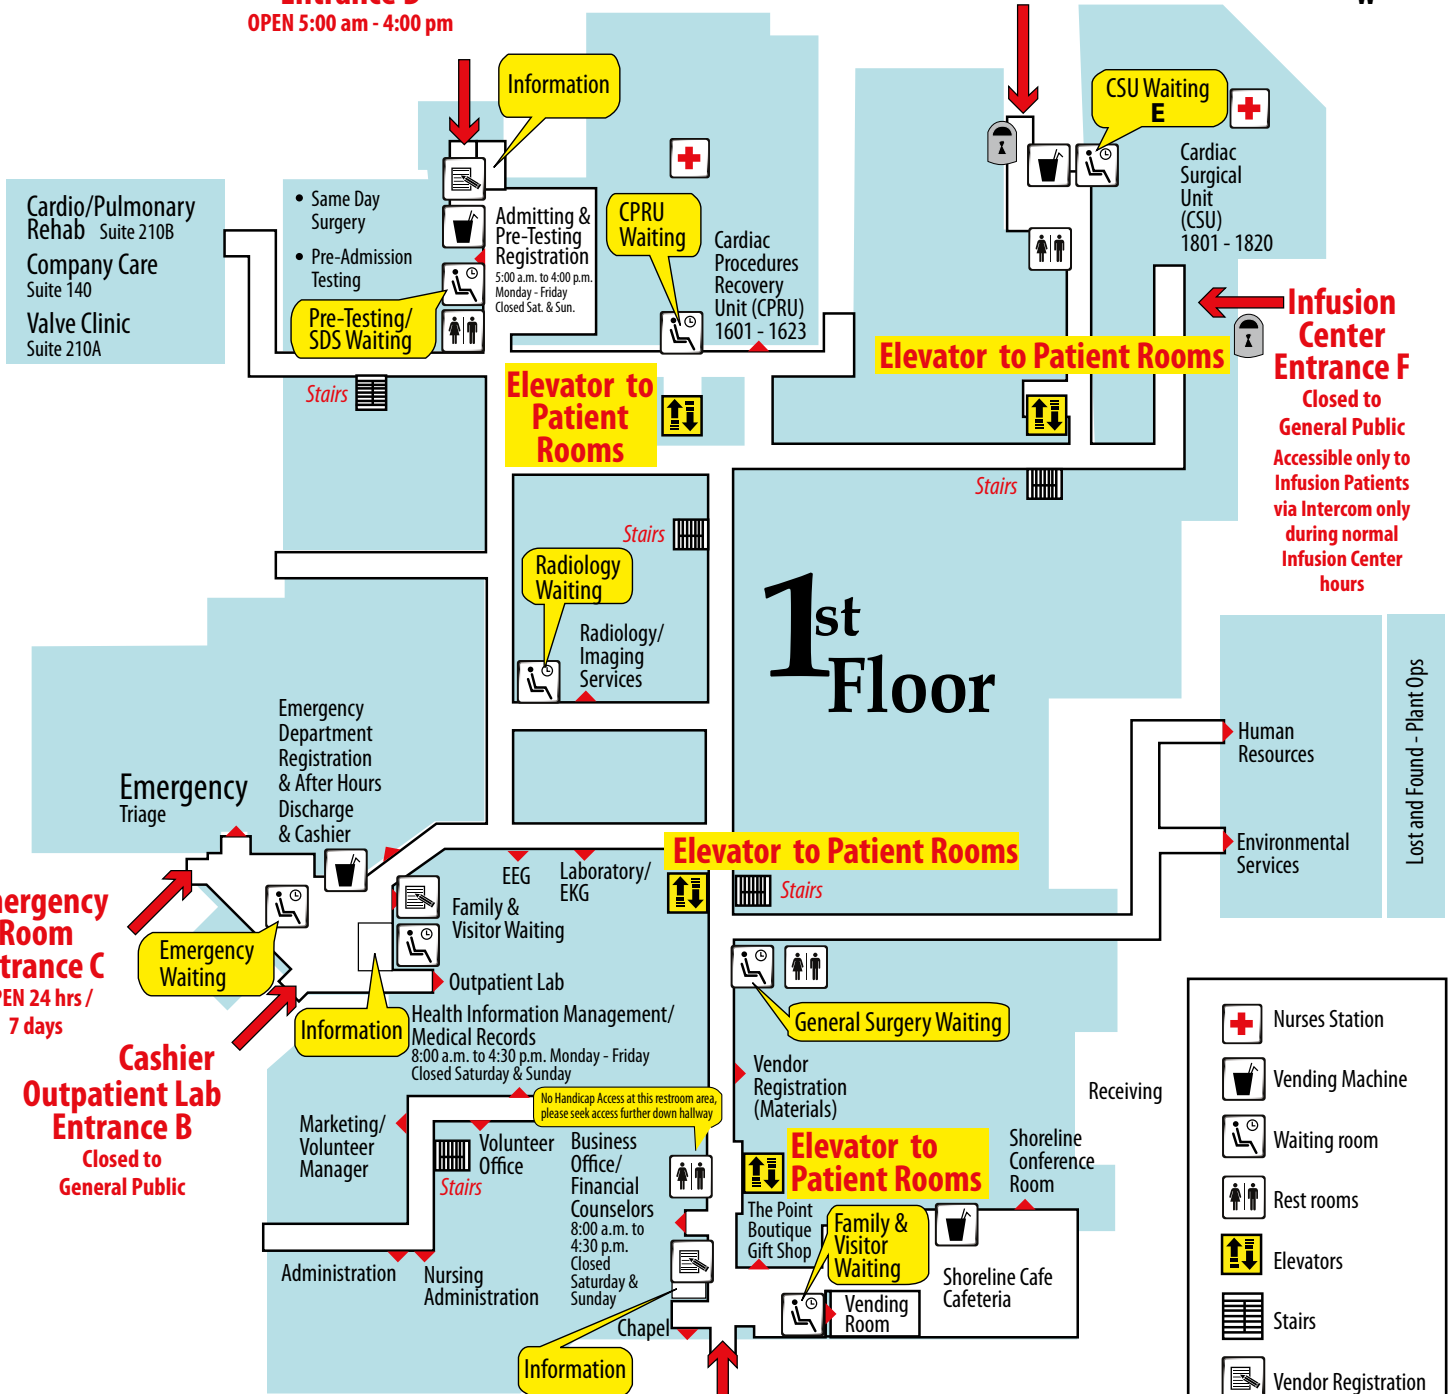 OPEN 5:00 am - 4:00 pm
Information
CSU Waiting
E
Cardiac
Surgical
Unit
(CSU)
1801 - 1820
Cardio/Pulmonary
Rehab Suite 210B
Company Care
Suite 140
Valve Clinic
Suite 210A
• Same Day
Surgery
• Pre-Admission
Testing
Admitting &
Pre-Testing
Registration
5:00 a.m. to 4:00 p.m.
Monday - Friday
Closed Sat. & Sun.
CPRU
Waiting
Cardiac
Procedures
Recovery
Unit (CPRU)
1601 - 1623
Pre-Testing/
SDS Waiting
Infusion
Center
Entrance F
Closed to
General Public
Accessible only to
Infusion Patients
via Intercom only
during normal
Infusion Center
hours
Elevator to Patient Rooms
Elevator to
Patient
Rooms
Stairs
Stairs
Stairs
Radiology
Waiting
Radiology/
Imaging
Services
1st
Floor
Human
Resources
Environmental
Services
Lost and Found - Plant Ops
Emergency
Triage
Emergency
Department
Registration
& After Hours
Discharge
& Cashier
Elevator to Patient Rooms
Stairs
EEG
Laboratory/
EKG
Family &
Visitor Waiting
Room
7 days
Emergency
Waiting
Outpatient Lab
Information
Health Information Management/
Medical Records
8:00 a.m. to 4:30 p.m. Monday - Friday
Closed Saturday & Sunday
Cashier
Outpatient Lab
Entrance B
Closed to
General Public
General Surgery Waiting
Vendor
Registration
(Materials)
Receiving
No Handicap Access at this restroom area,
please seek access further down hallway
Marketing/
Volunteer
Manager
Volunteer
Office
Stairs
Business
Office/
Financial
Counselors
8:00 a.m. to
4:30 p.m.
Closed
Saturday &
Sunday
Elevator to
Patient Rooms
Shoreline
Conference
Room
The Point
Boutique
Gift Shop
Family &
Visitor
Waiting
Shoreline Cafe
Cafeteria
Vending
Room
Administration
Nursing
Administration
Chapel
Information
Nurses Station
Vending Machine
Waiting room
Rest rooms
Elevators
Stairs
Vendor Registration